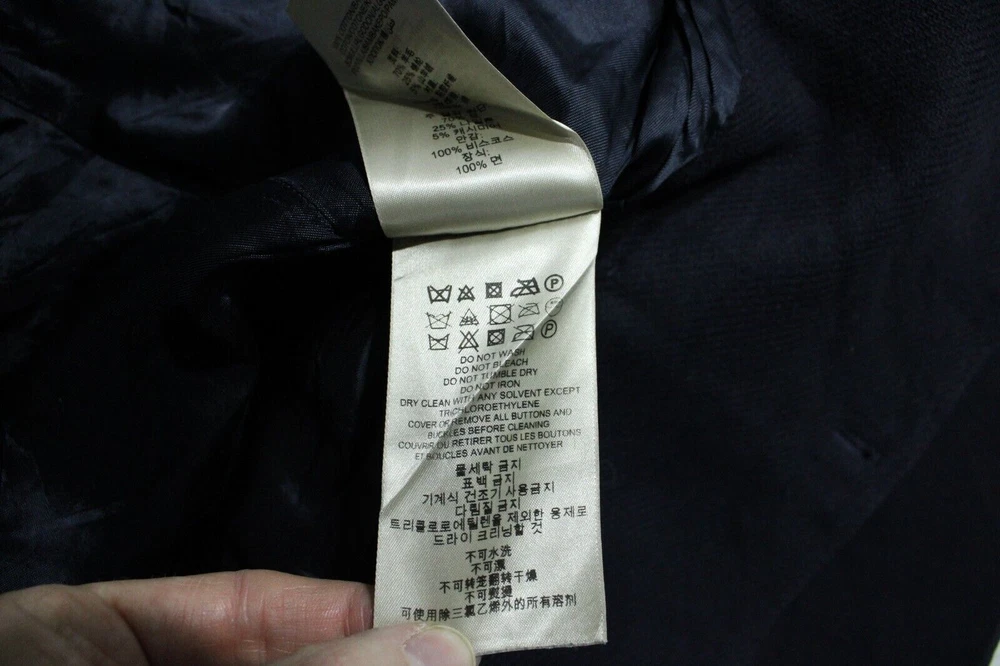 25%
5% 캐시미어
안감:
100% 비스코스
장식:
100% 면
P
P
DO NOT WASH
DO NOT BLEACH
DO NOT TUMBLE DRY
DO NOT IRON
DRY CLEAN WITH ANY SOLVENT EXCEPT
TRICHLOROETHYLENE
COVER OR REMOVE ALL BUTTONS AND
BUCKLES BEFORE CLEANING
COUVRIR OU RETIRER TOUS LES BOUTONS
ET BOUCLES AVANT DE NETTOYER
물세탁 금지
표백 금지
기계식 건조기 사용금지
다림질 금지
트리클로로에틸렌을 제외한 용제로
드라이 크리닝할 것
不可水洗
不可漂
不可转笼翻转干燥
不可熨烫
可使用除三氯乙烯外的所有溶剂